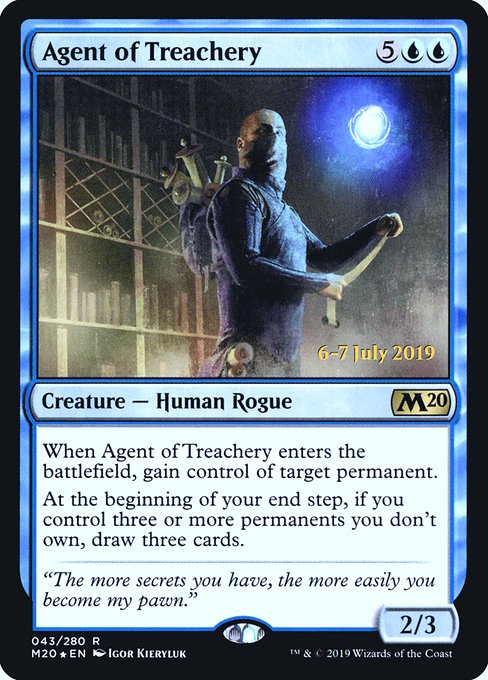 Agent of Treachery 5
6–7 July 2019
Creature — Human Rogue M20
When Agent of Treachery enters the
battlefield, gain control of target permanent.
At the beginning of your end step, if you
control three or more permanents you don't
own, draw three cards.
“The more secrets you have, the more easily you
become my pawn.”
2/3
043/280 R
M20 ★ EN Igor Kieryluk
™ & © 2019 Wizards of the Coast